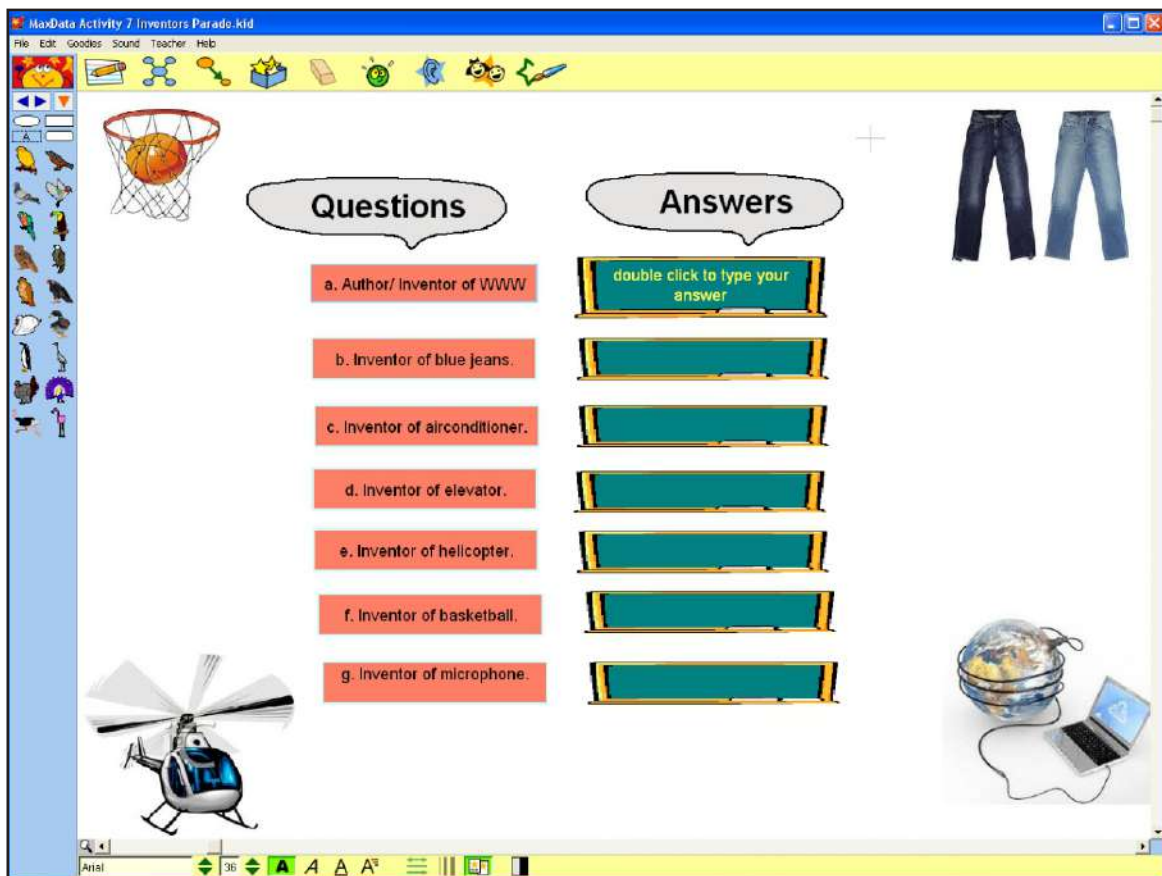 MaxData Activity 7 Inventors Parade.kid
File Edit Goodies Sound Teacher Help
A
Questions
Answers
a. Author/ Inventor of WWW
double click to type your
answer
b. Inventor of blue jeans.
c. Inventor of airconditioner.
d. Inventor of elevator.
e. Inventor of helicopter.
f. Inventor of basketball.
g. Inventor of microphone.
Arial 36 A A A A